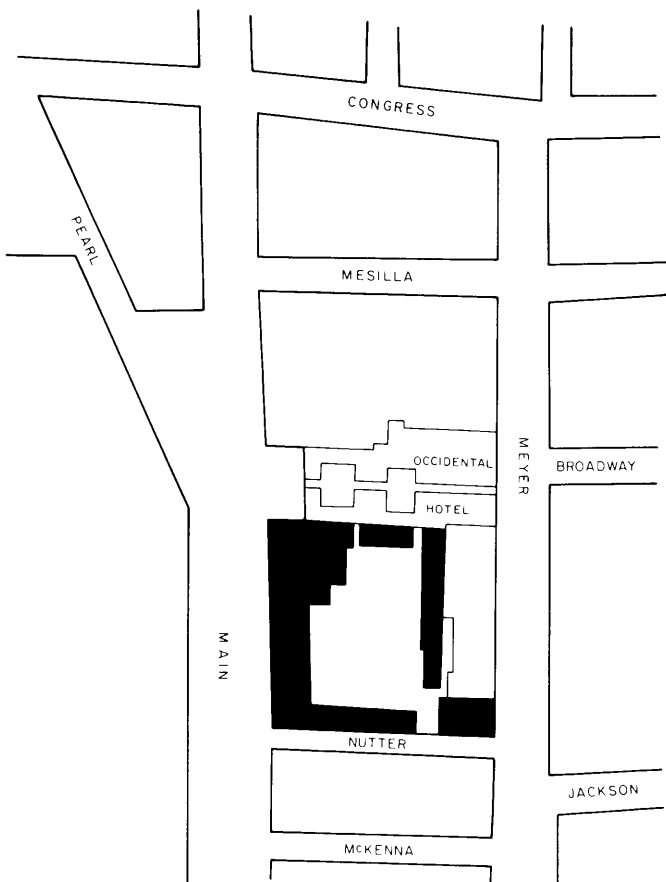 CONGRESS
PEARL
MESILLA
MEYER
OCCIDENTAL
BROADWAY
HOTEL
MAIN
NUTTER
JACKSON
McKENNA